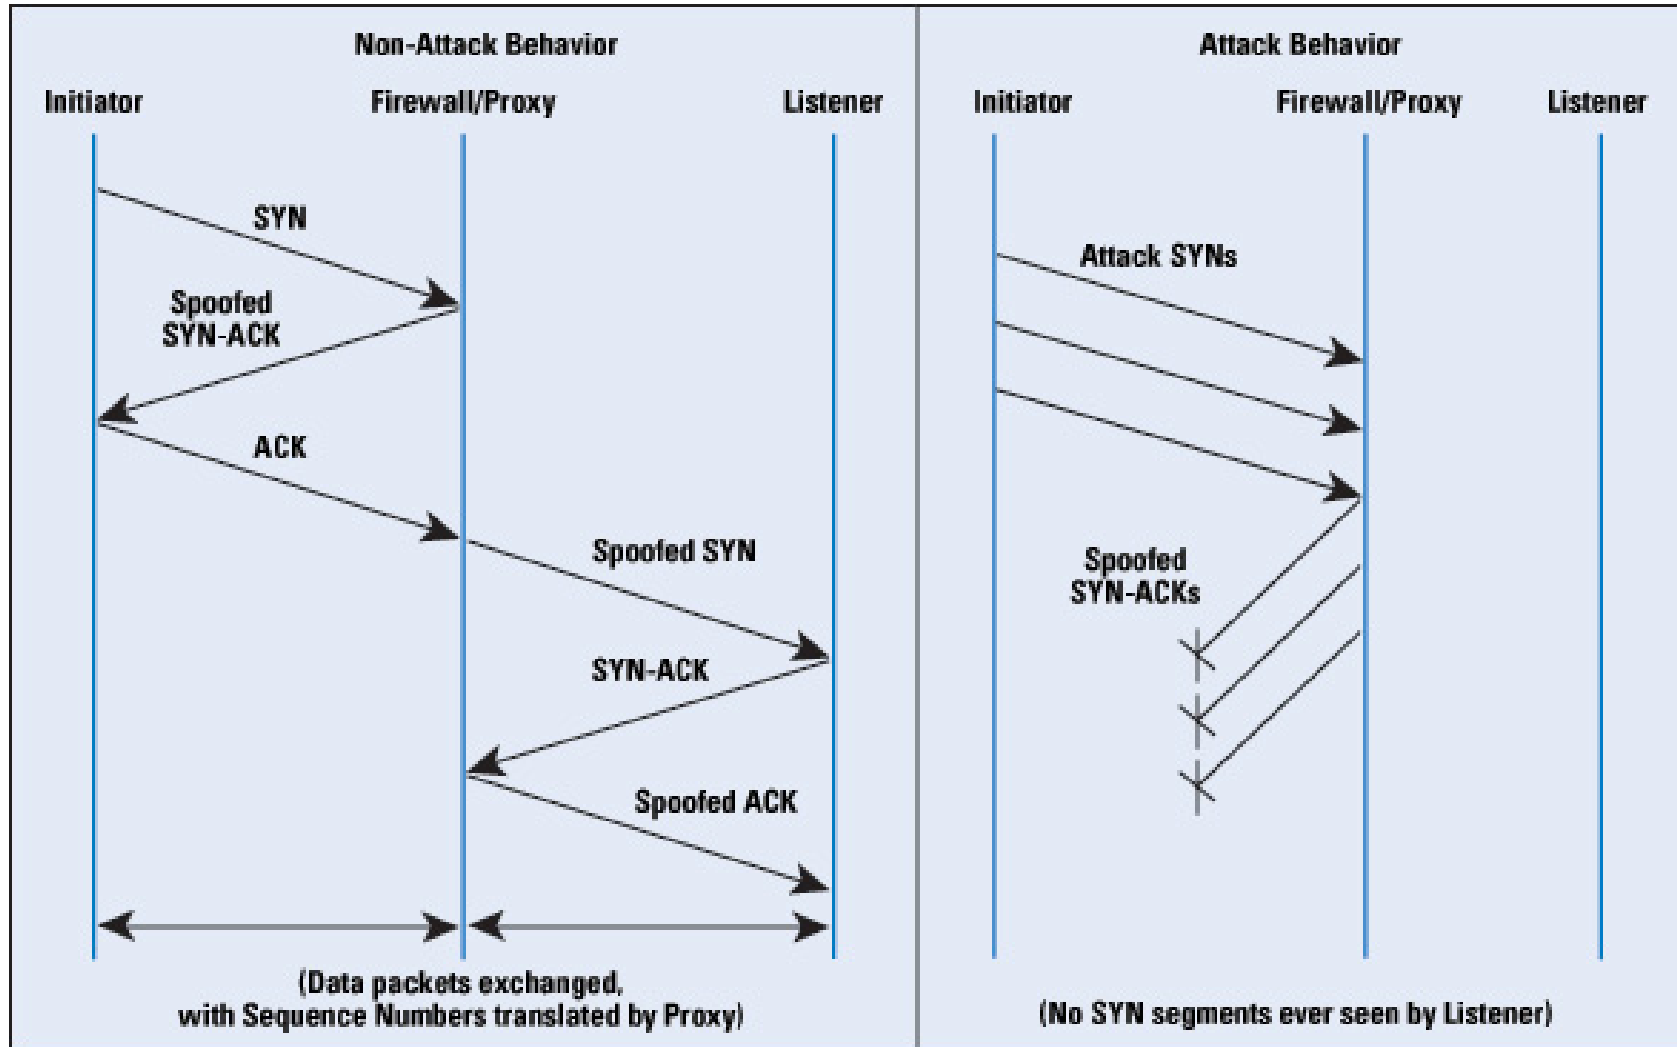 Non-Attack Behavior
Initiator
Firewall/Proxy
Listener
SYN
Spoofed
SYN-ACK
ACK
Spoofed SYN
SYN-ACK
Spoofed ACK
(Data packets exchanged,
with Sequence Numbers translated by Proxy)
Attack Behavior
Initiator
Firewall/Proxy
Listener
Attack SYNs
Spoofed
SYN-ACKs
(No SYN segments ever seen by Listener)